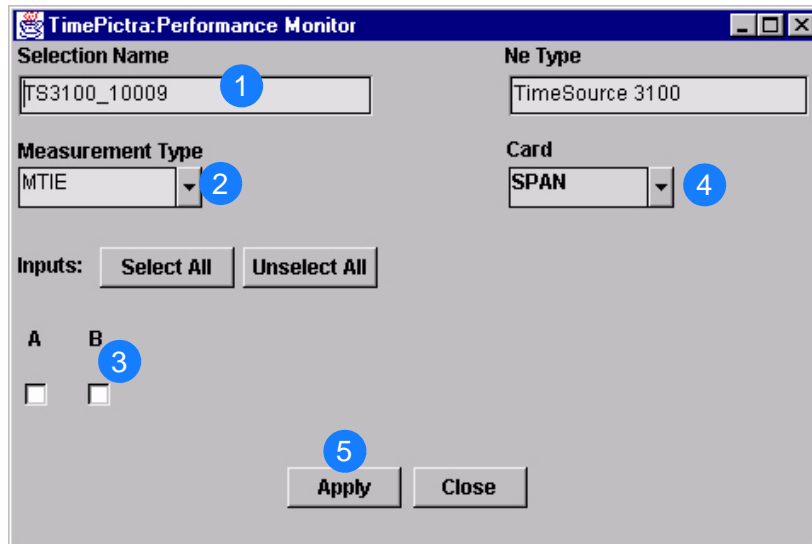 TimePictra:Performance Monitor
Selection Name
Ne Type
TS3100_10009
1
TimeSource 3100
Measurement Type
Card
MTIE
2
SPAN
4
Inputs:
Select All
Unselect All
A
B
3
5
Apply
Close